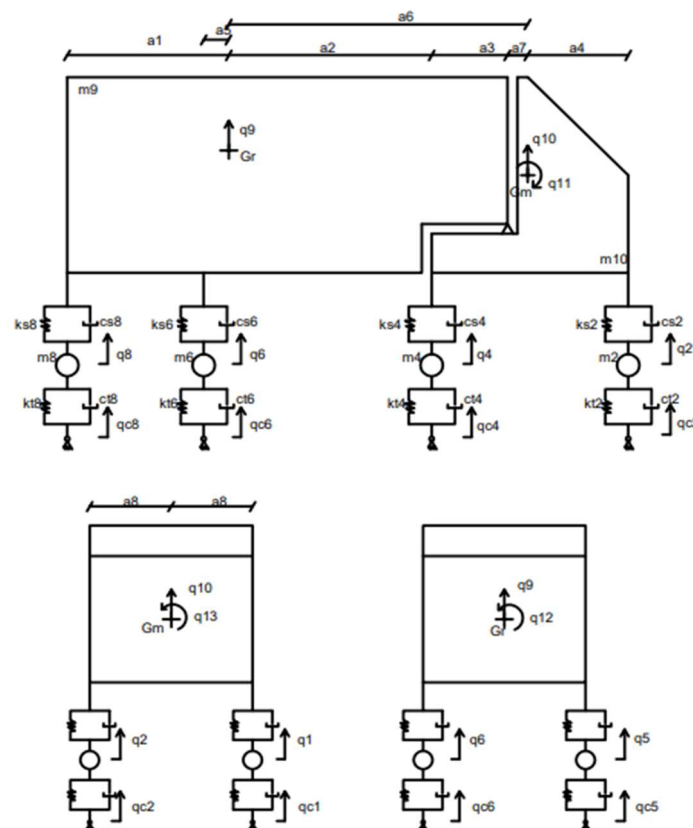 a6
a5
a1 a2 a3 a7 a4
m9
q9
Gr
q10
q11
Gm
m10
ks8 cs8 ks6 cs6 ks4 cs4 ks2 cs2
m8 q8 m6 q6 m4 q4 m2 q2
kt8 ct8 kt6 ct6 kt4 ct4 kt2 ct2
qc8 qc6 qc4
a8 a8
q10
q13
Gm
q9
q12
q2 q1 q6 q5
qc2 qc1 qc6 qc5